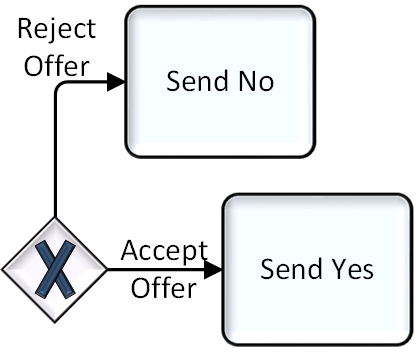 Reject
Offer
Send No
Accept
Offer
Send Yes